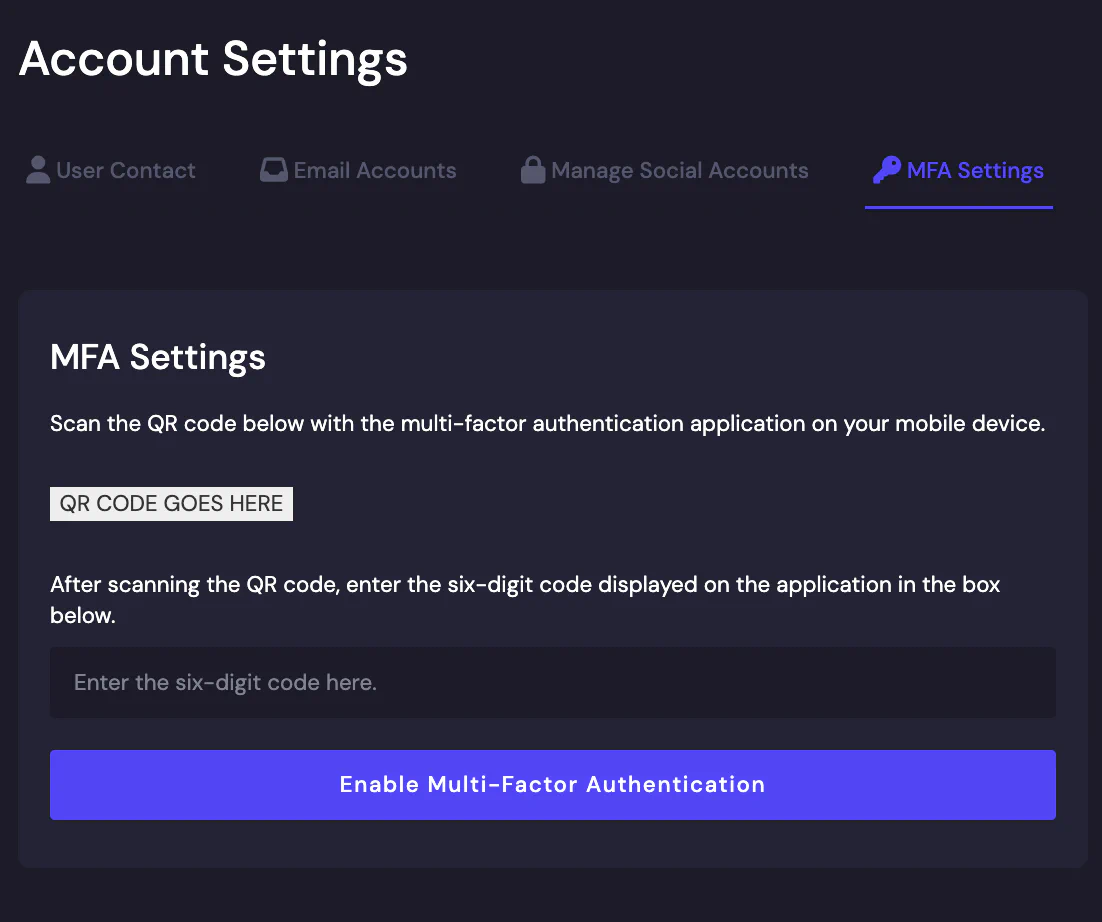 Account Settings
User Contact
Email Accounts
Manage Social Accounts
MFA Settings
MFA Settings
Scan the QR code below with the multi-factor authentication application on your mobile device.
QR CODE GOES HERE
After scanning the QR code, enter the six-digit code displayed on the application in the box
below.
Enter the six-digit code here.
Enable Multi-Factor Authentication